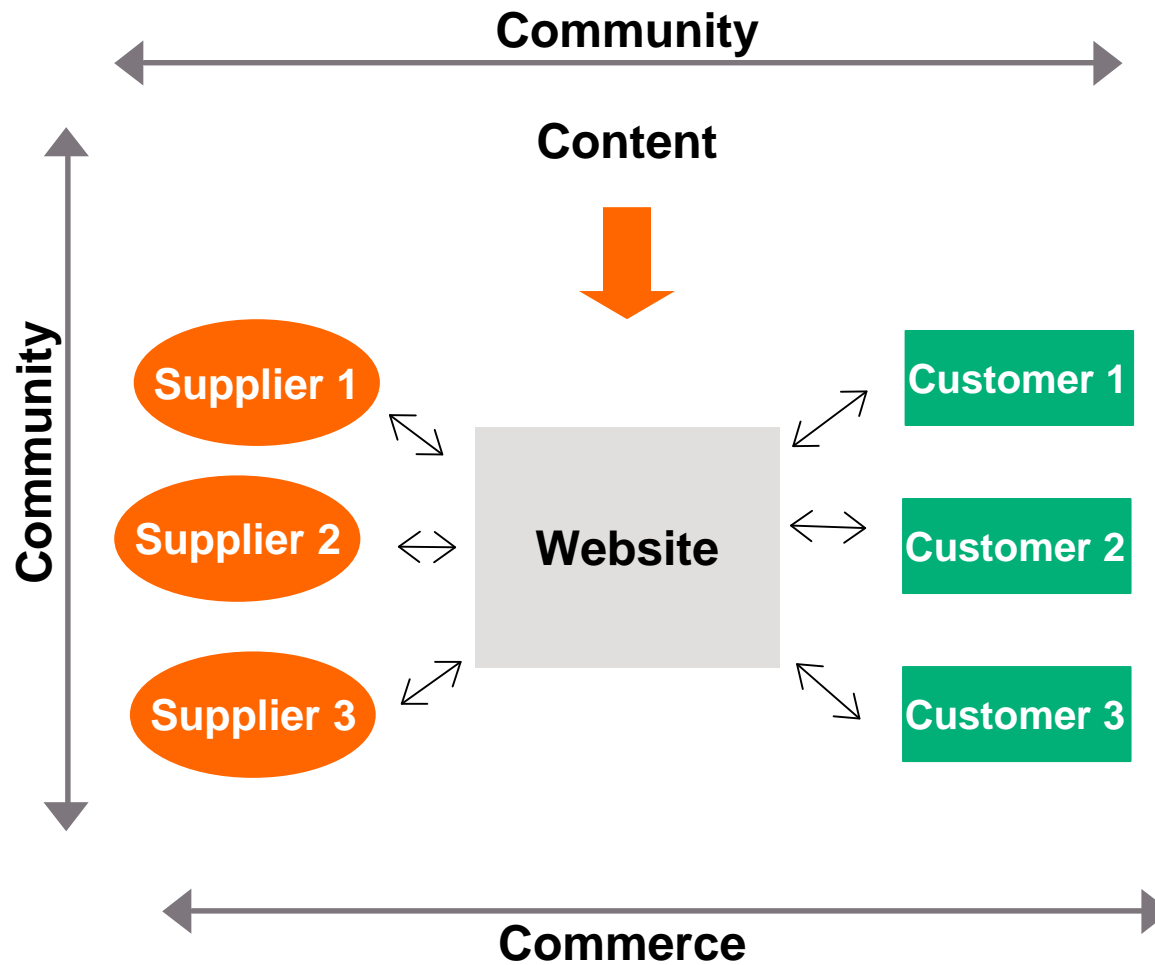 Community
Content
Community
Supplier 1
Customer 1
Supplier 2
Website
Customer 2
Supplier 3
Customer 3
Commerce